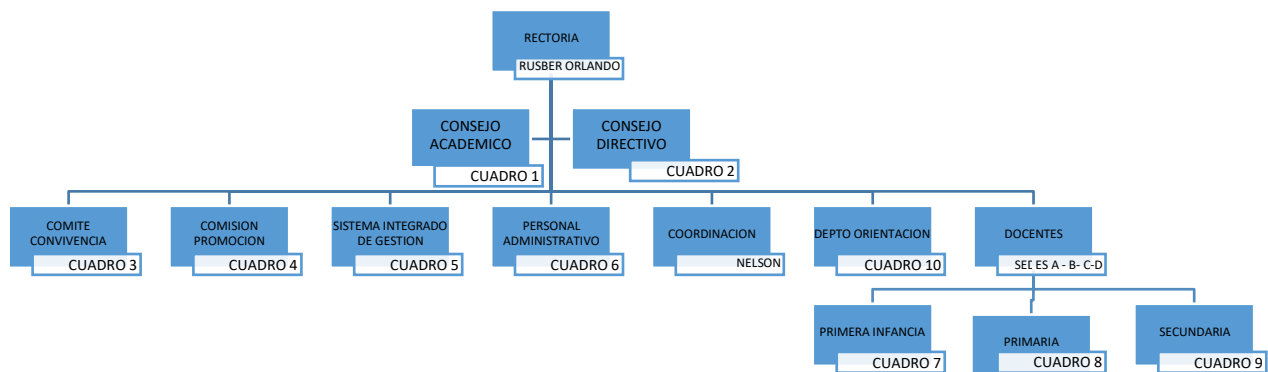 RECTORIA
RUSBER ORLANDO
CONSEJO
ACADEMICO
CUADRO 1
CONSEJO
DIRECTIVO
CUADRO 2
COMITE
CONVIVENCIA
CUADRO 3
COMISION
PROMOCION
CUADRO 4
SISTEMA INTEGRADO
DE GESTION
CUADRO 5
PERSONAL
ADMINISTRATIVO
CUADRO 6
COORDINACION
NELSON
DEPTO ORIENTACION
CUADRO 10
DOCENTES
SEDES A - B- C-D
PRIMERA INFANCIA
CUADRO 7
PRIMARIA
CUADRO 8
SECUNDARIA
CUADRO 9